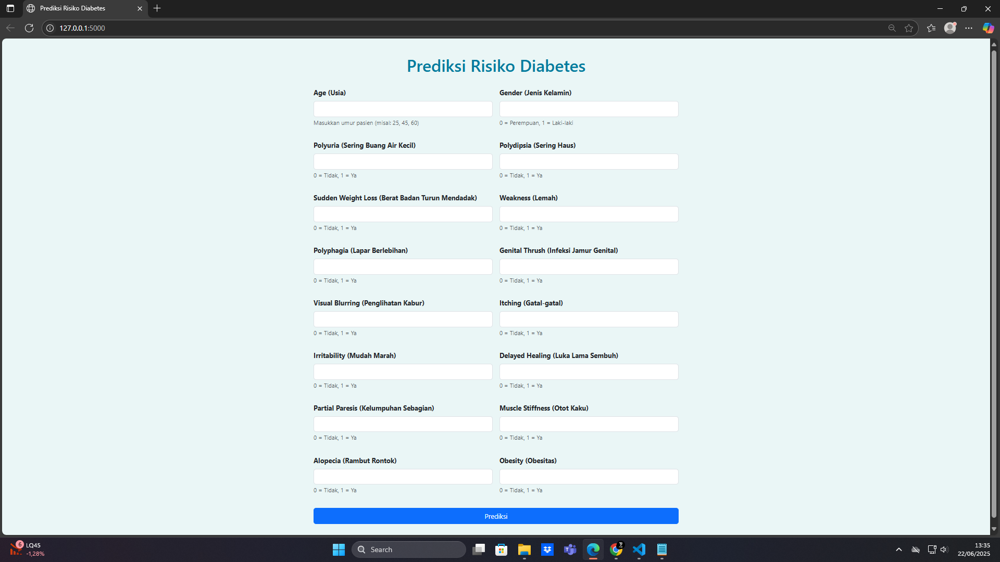 Prediksi Risiko Diabetes
127.0.0.1:5000
Prediksi Risiko Diabetes
Age (Usia)
Masukkan umur pasien (misal: 25, 45, 60)
Gender (Jenis Kelamin)
0 = Perempuan, 1 = Laki-laki
Polyuria (Sering Buang Air Kecil)
0 = Tidak, 1 = Ya
Polydipsia (Sering Haus)
0 = Tidak, 1 = Ya
Sudden Weight Loss (Berat Badan Turun Mendadak)
0 = Tidak, 1 = Ya
Weakness (Lemah)
0 = Tidak, 1 = Ya
Polyphagia (Lapar Berlebihan)
0 = Tidak, 1 = Ya
Genital Thrush (Infeksi Jamur Genital)
0 = Tidak, 1 = Ya
Visual Blurring (Penglihatan Kabur)
0 = Tidak, 1 = Ya
Itching (Gatal-gatal)
0 = Tidak, 1 = Ya
Irritability (Mudah Marah)
0 = Tidak, 1 = Ya
Delayed Healing (Luka Lama Sembuh)
0 = Tidak, 1 = Ya
Partial Paresis (Kelumpuhan Sebagian)
0 = Tidak, 1 = Ya
Muscle Stiffness (Otot Kaku)
0 = Tidak, 1 = Ya
Alopecia (Rambut Rontok)
0 = Tidak, 1 = Ya
Obesity (Obesitas)
0 = Tidak, 1 = Ya
Prediksi
6
LQ45
-1,28%
Search
13:35
22/06/2025